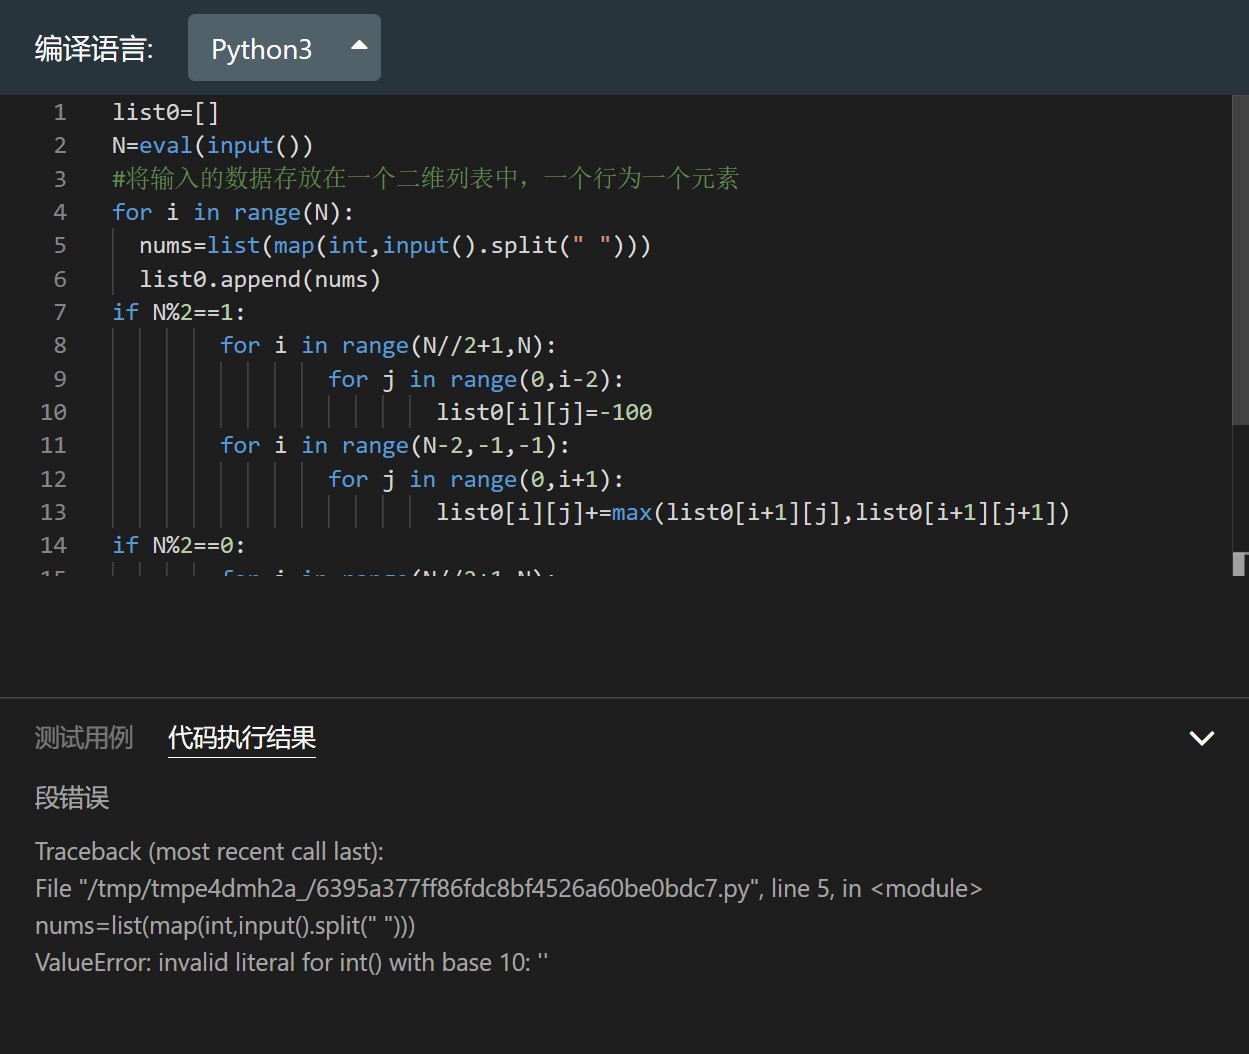 编译语言: Python3
1 list0=[]
2 N=eval(input())
3 #将输入的数据存放在一个二维列表中，一个行为一个元素
4 for i in range(N):
5 nums=list(map(int,input().split(" ")))
6 list0.append(nums)
7 if N%2==1:
8 for i in range(N//2+1,N):
9 for j in range(0,i-2):
10 list0[i][j]=-100
11 for i in range(N-2,-1,-1):
12 for j in range(0,i+1):
13 list0[i][j]+=max(list0[i+1][j],list0[i+1][j+1])
14 if N%2==0:
15 for i in range(N//2+1,N):
测试用例 代码执行结果
段错误
Traceback (most recent call last):
File "/tmp/tmpe4dmh2a_/6395a377ff86fdc8bf4526a60be0bdc7.py", line 5, in <module>
nums=list(map(int,input().split(" ")))
ValueError: invalid literal for int() with base 10: ''